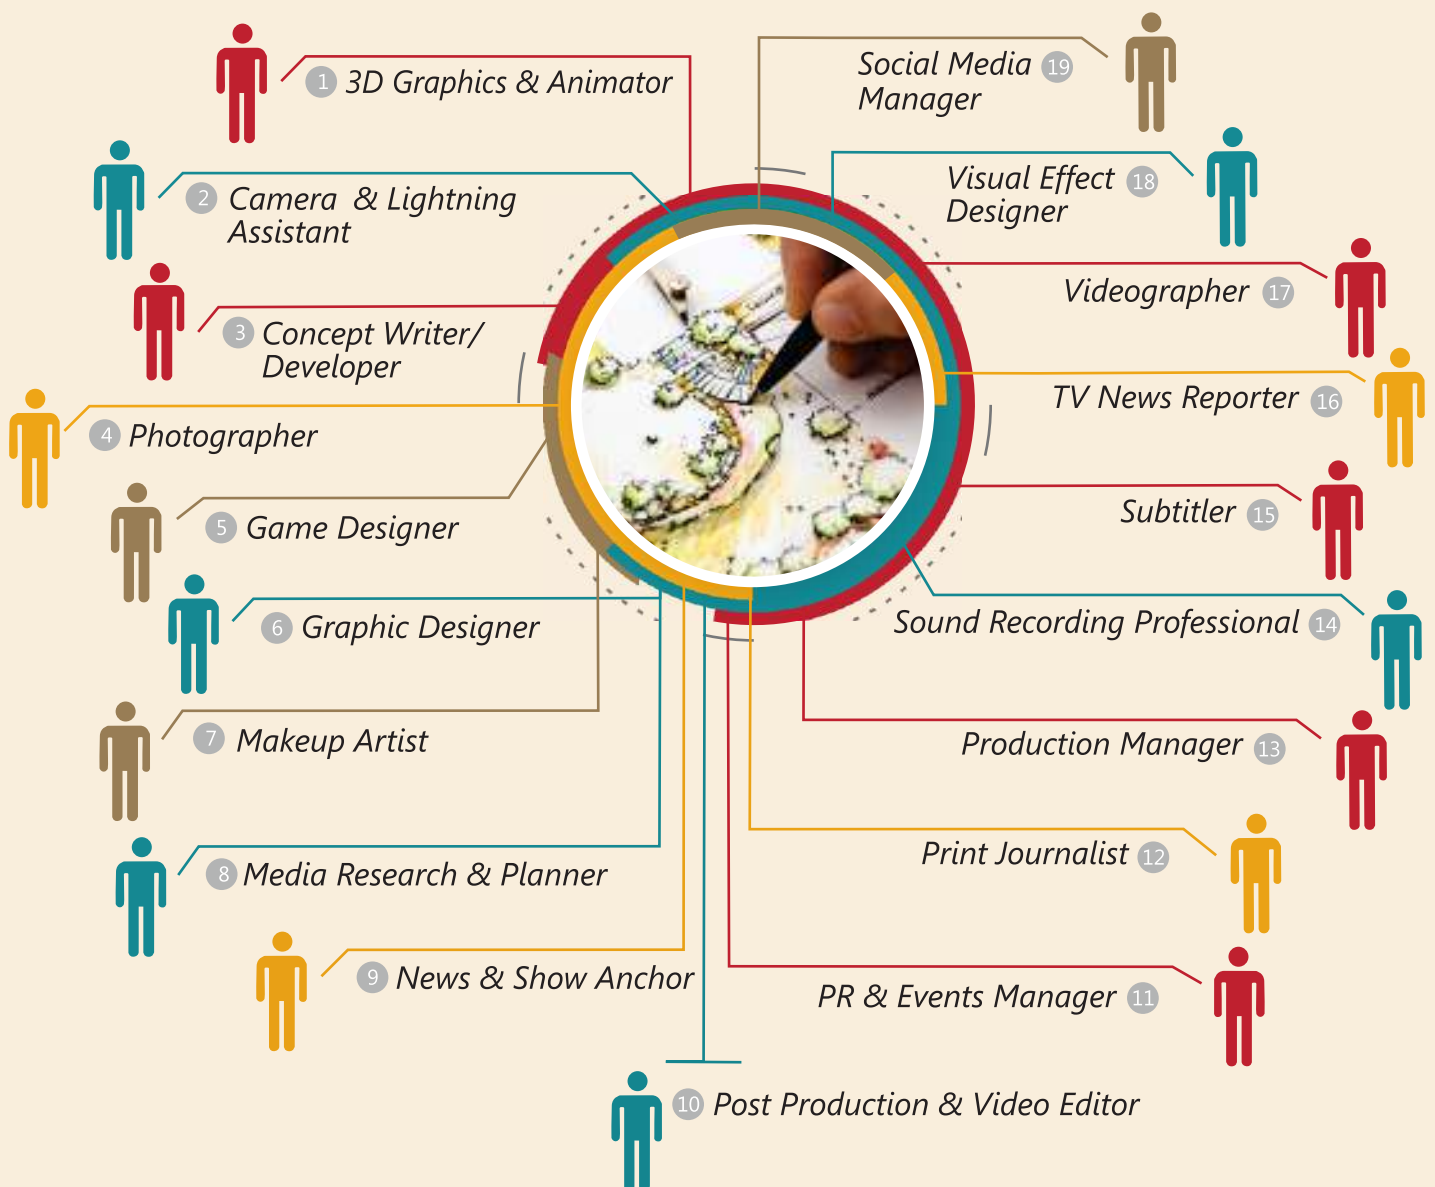 1 3D Graphics & Animator
2 Camera & Lightning
Assistant
3 Concept Writer/
Developer
4 Photographer
5 Game Designer
6 Graphic Designer
7 Makeup Artist
8 Media Research & Planner
9 News & Show Anchor
10 Post Production & Video Editor
PR & Events Manager 11
Print Journalist 12
Production Manager 13
Sound Recording Professional 14
Subtitler 15
TV News Reporter 16
Videographer 17
Visual Effect 18
Designer
Social Media 19
Manager